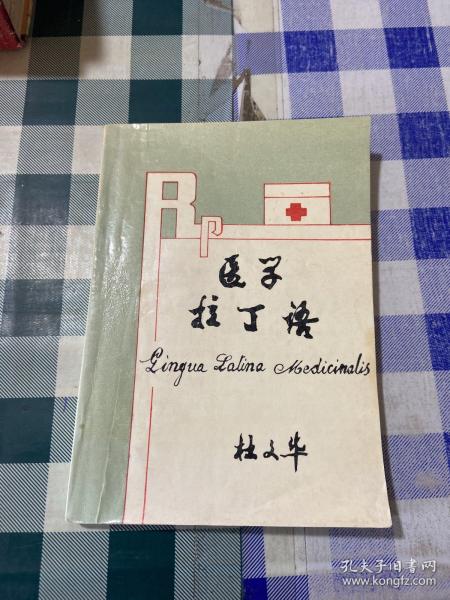 Rp
医学
拉丁语
Lingua Latina Medicinalis
杜文华
孔夫子旧书网
www.kongfz.com